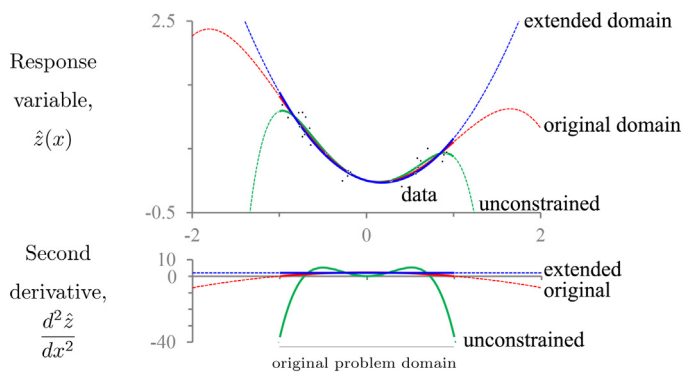 2.5
extended domain
Response
variable,
ẑ(x)
original domain
data
unconstrained
-0.5
-2
0
2
Second
derivative,
d²ẑ
dx²
10
0
-40
extended
original
unconstrained
original problem domain